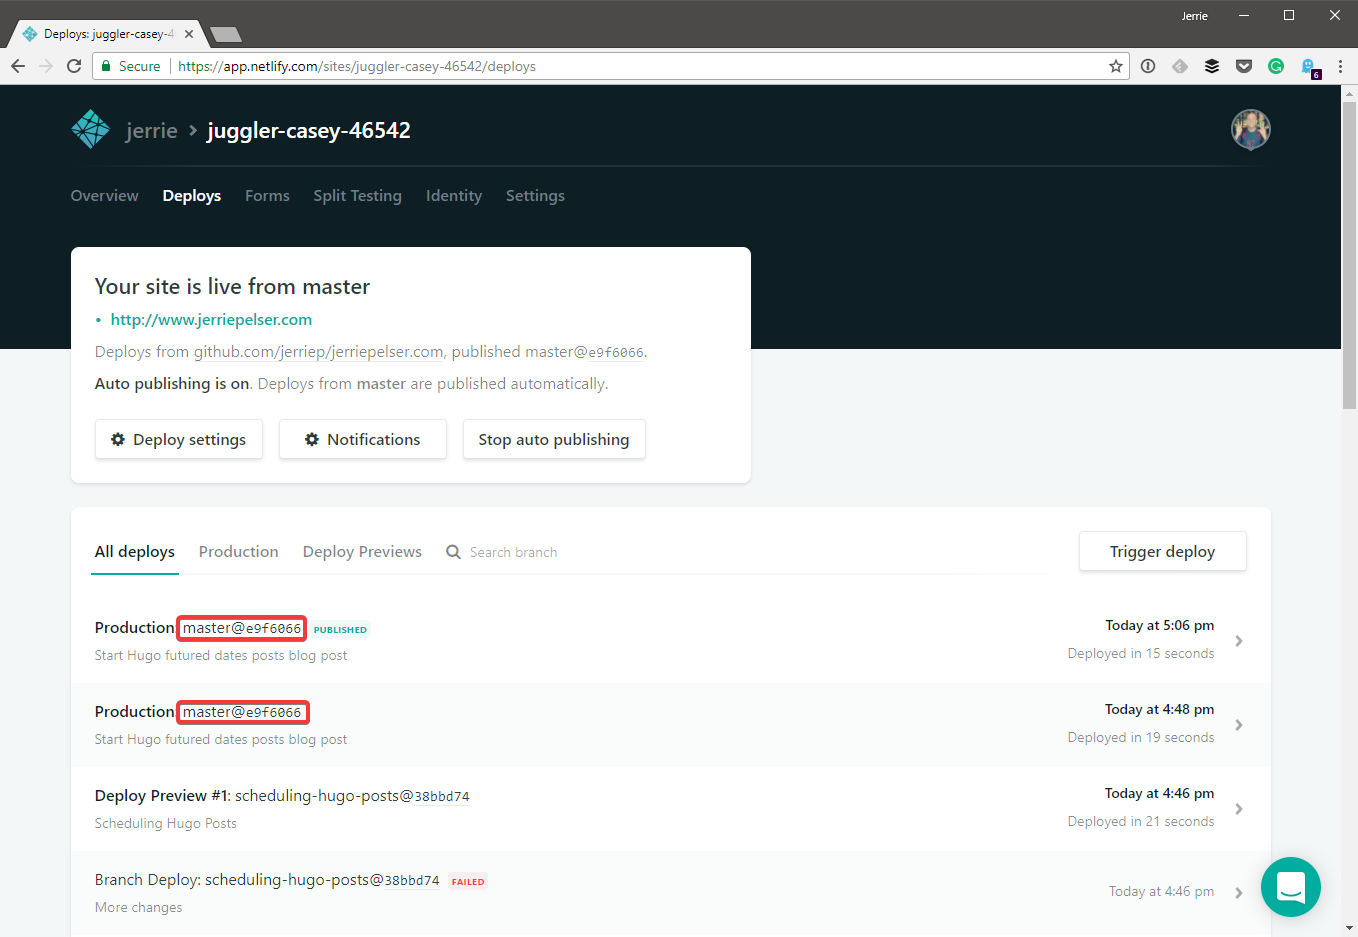 Jerrie
Deploys: juggler-casey-4
Secure https://app.netlify.com/sites/juggler-casey-46542/deploys
6
jerrie > juggler-casey-46542
Overview Deploys Forms Split Testing Identity Settings
Your site is live from master
• http://www.jerriepelser.com
Deploys from github.com/jerriep/jerriepelser.com, published master@e9f6066.
Auto publishing is on. Deploys from master are published automatically.
Deploy settings Notifications Stop auto publishing
All deploys Production Deploy Previews Search branch Trigger deploy
Production: master@e9f6066 PUBLISHED Today at 5:06 pm
Start Hugo futured dates posts blog post Deployed in 15 seconds
Production: master@e9f6066 Today at 4:48 pm
Start Hugo futured dates posts blog post Deployed in 19 seconds
Deploy Preview #1: scheduling-hugo-posts@38bbd74 Today at 4:46 pm
Scheduling Hugo Posts Deployed in 21 seconds
Branch Deploy: scheduling-hugo-posts@38bbd74 FAILED Today at 4:46 pm
More changes